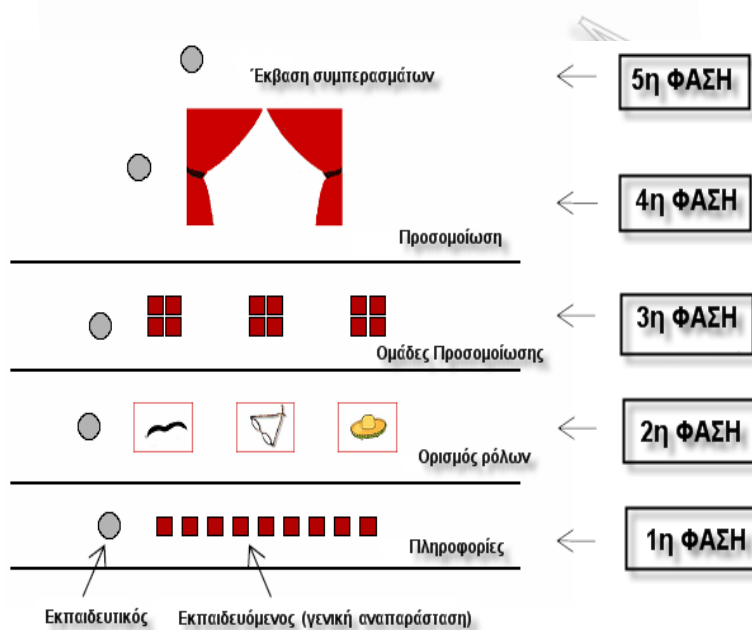 Έκβαση συμπερασμάτων
5η ΦΑΣΗ
4η ΦΑΣΗ
Προσομοίωση
3η ΦΑΣΗ
Ομάδες Προσομοίωσης
2η ΦΑΣΗ
Ορισμός ρόλων
1η ΦΑΣΗ
Πληροφορίες
Εκπαιδευτικός
Εκπαιδευόμενος (γενική αναπαράσταση)